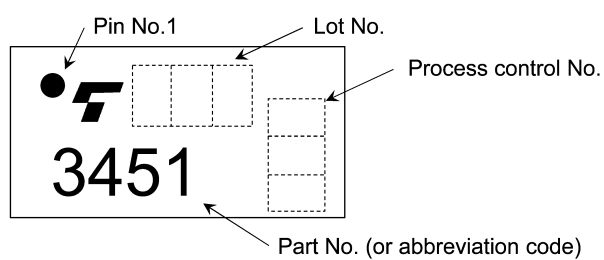 Pin No.1
Lot No.
Process control No.
3451
Part No. (or abbreviation code)